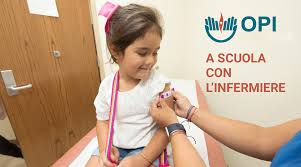 OPI
A SCUOLA
CON
L'INFERMIERE